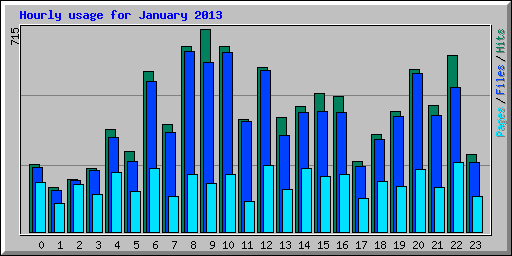 Hourly usage for January 2013
715
Pages/Files/Hits
0 1 2 3 4 5 6 7 8 9 10 11 12 13 14 15 16 17 18 19 20 21 22 23